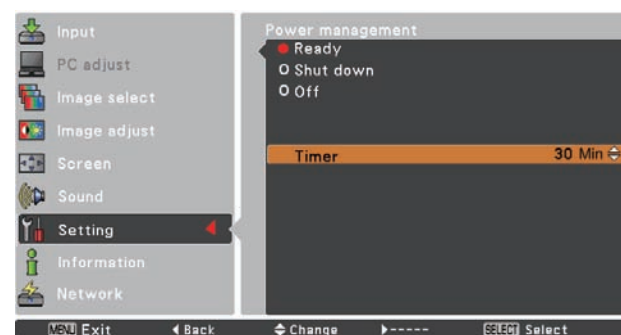 Input
PC adjust
Image select
Image adjust
Screen
Sound
Setting
Information
Network
Power management
Ready
Shut down
Off
Timer 30 Min
MENU Exit Back Change ----- SELECT Select